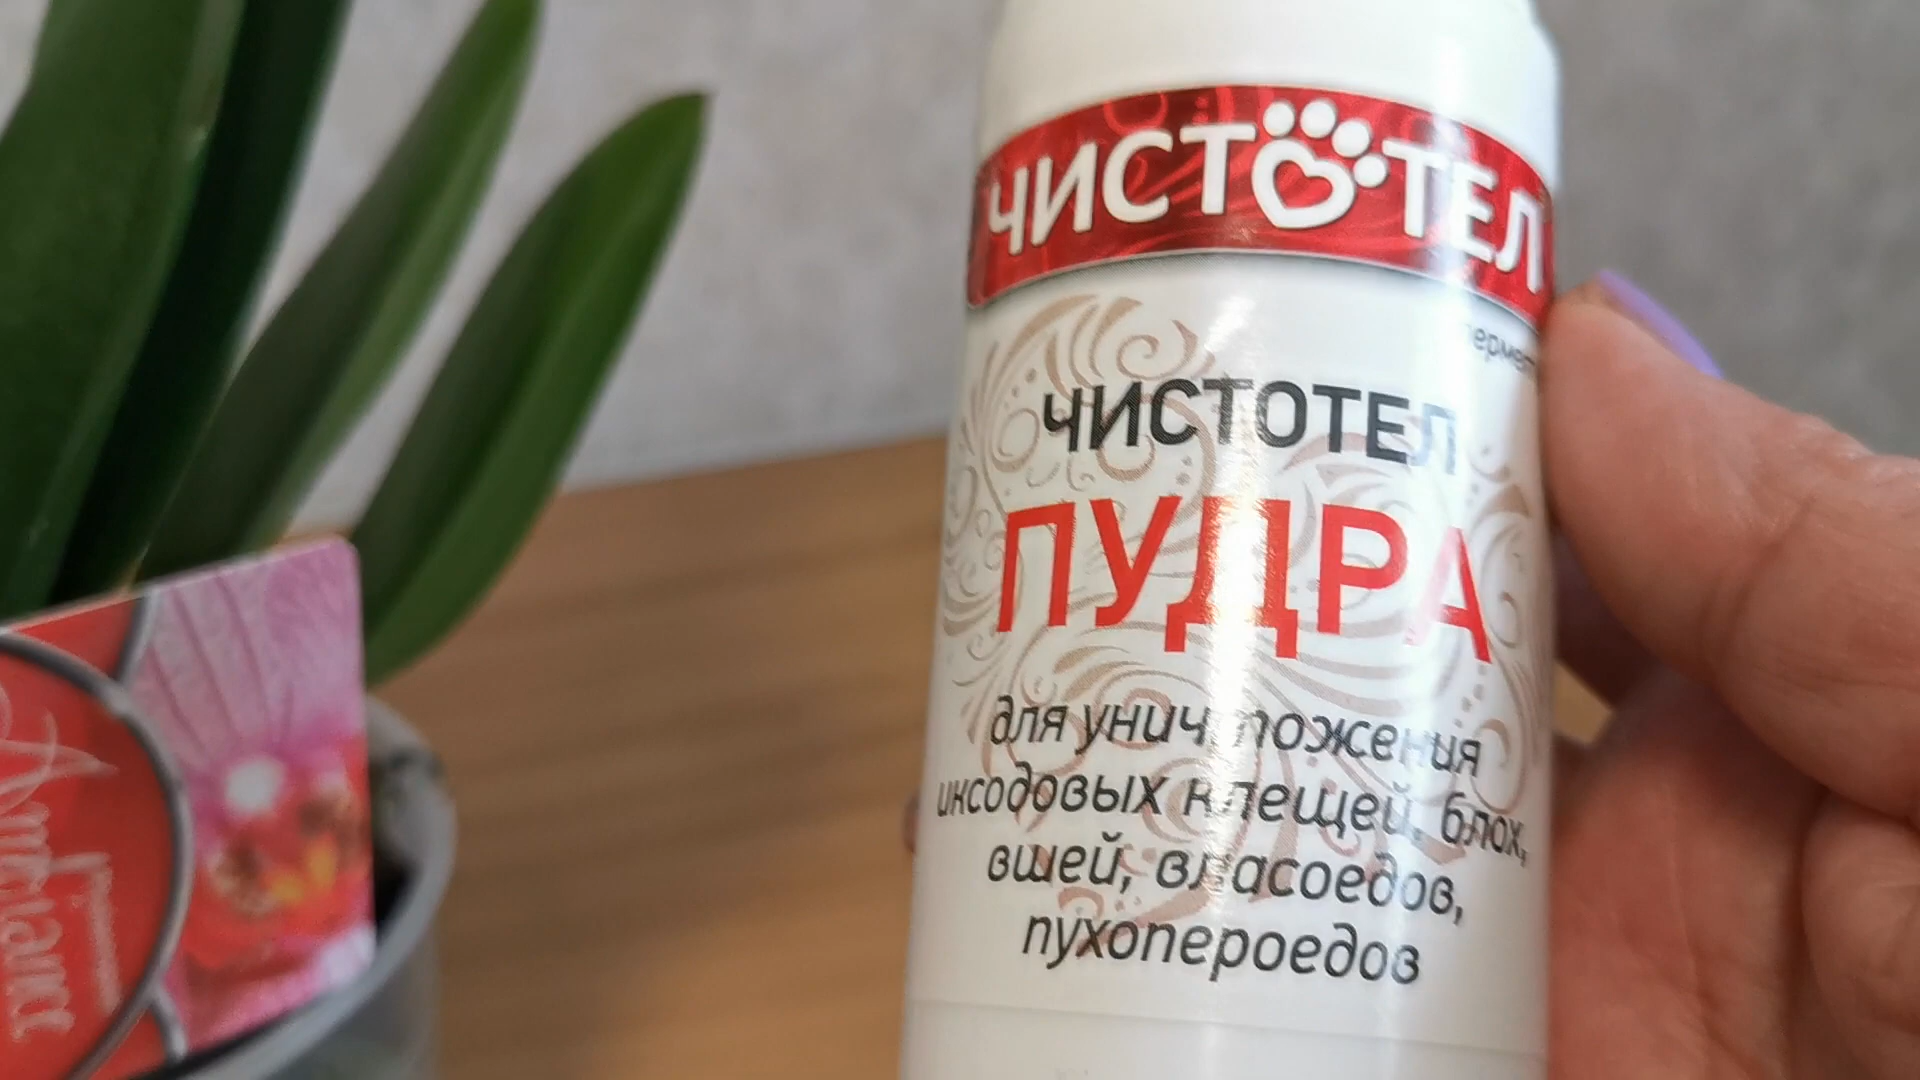 ЧИСТОТЕЛ
ЧИСТОТЕЛ
ПУДРА
для уничтожения
иксодовых клещей, блох,
вшей, власоедов,
пухопероедов